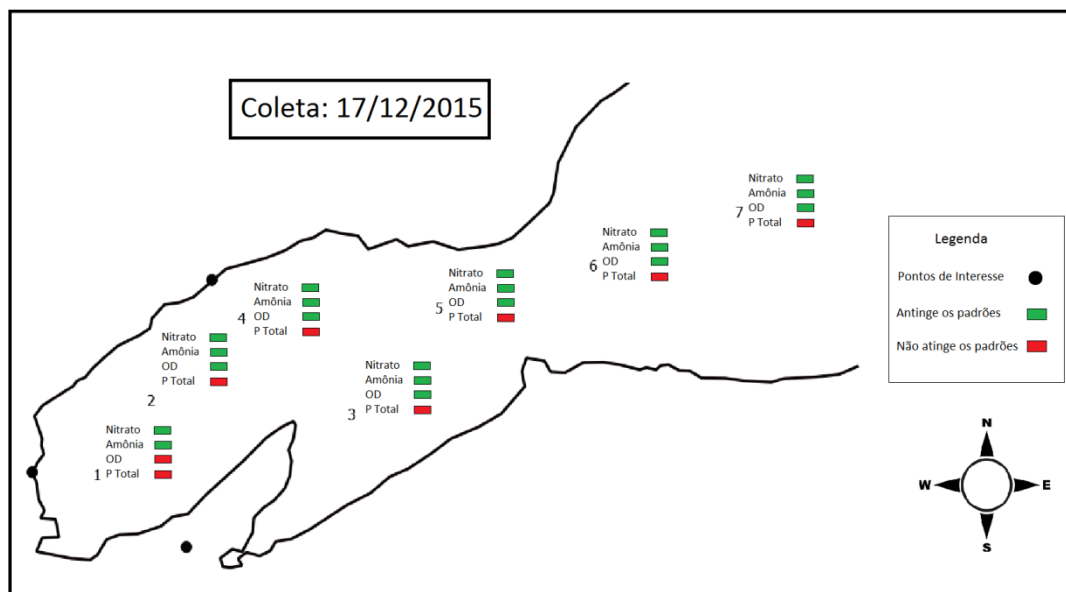 Coleta: 17/12/2015
Nitrato
Amônia
7 OD
P Total
Nitrato
Amônia
6 OD
P Total
Nitrato
Amônia
5 OD
P Total
Nitrato
Amônia
4 OD
P Total
Nitrato
Amônia
OD
P Total
2
Nitrato
Amônia
OD
3 P Total
Nitrato
Amônia
OD
1 P Total
Legenda
Pontos de Interesse
Antinge os padrões
Não atinge os padrões
N
W E
S